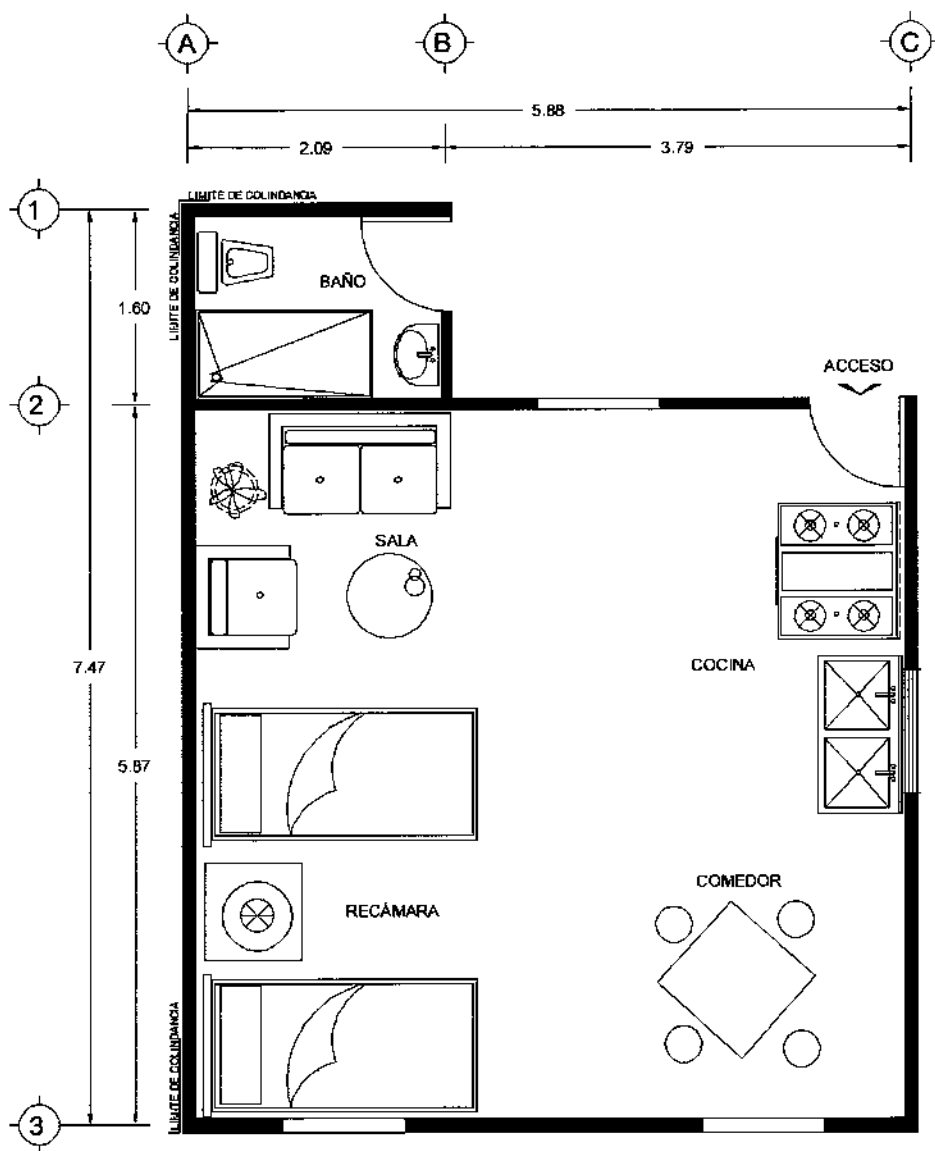 A
B
C
5.88
2.09
3.79
LIMITE DE COLINDANCIA
1
LIMITE DE COLINDANCIA
BAÑO
1.60
ACCESO
2
SALA
7.47
COCINA
5.87
COMEDOR
RECÁMARA
LIMITE DE COLINDANCIA
3